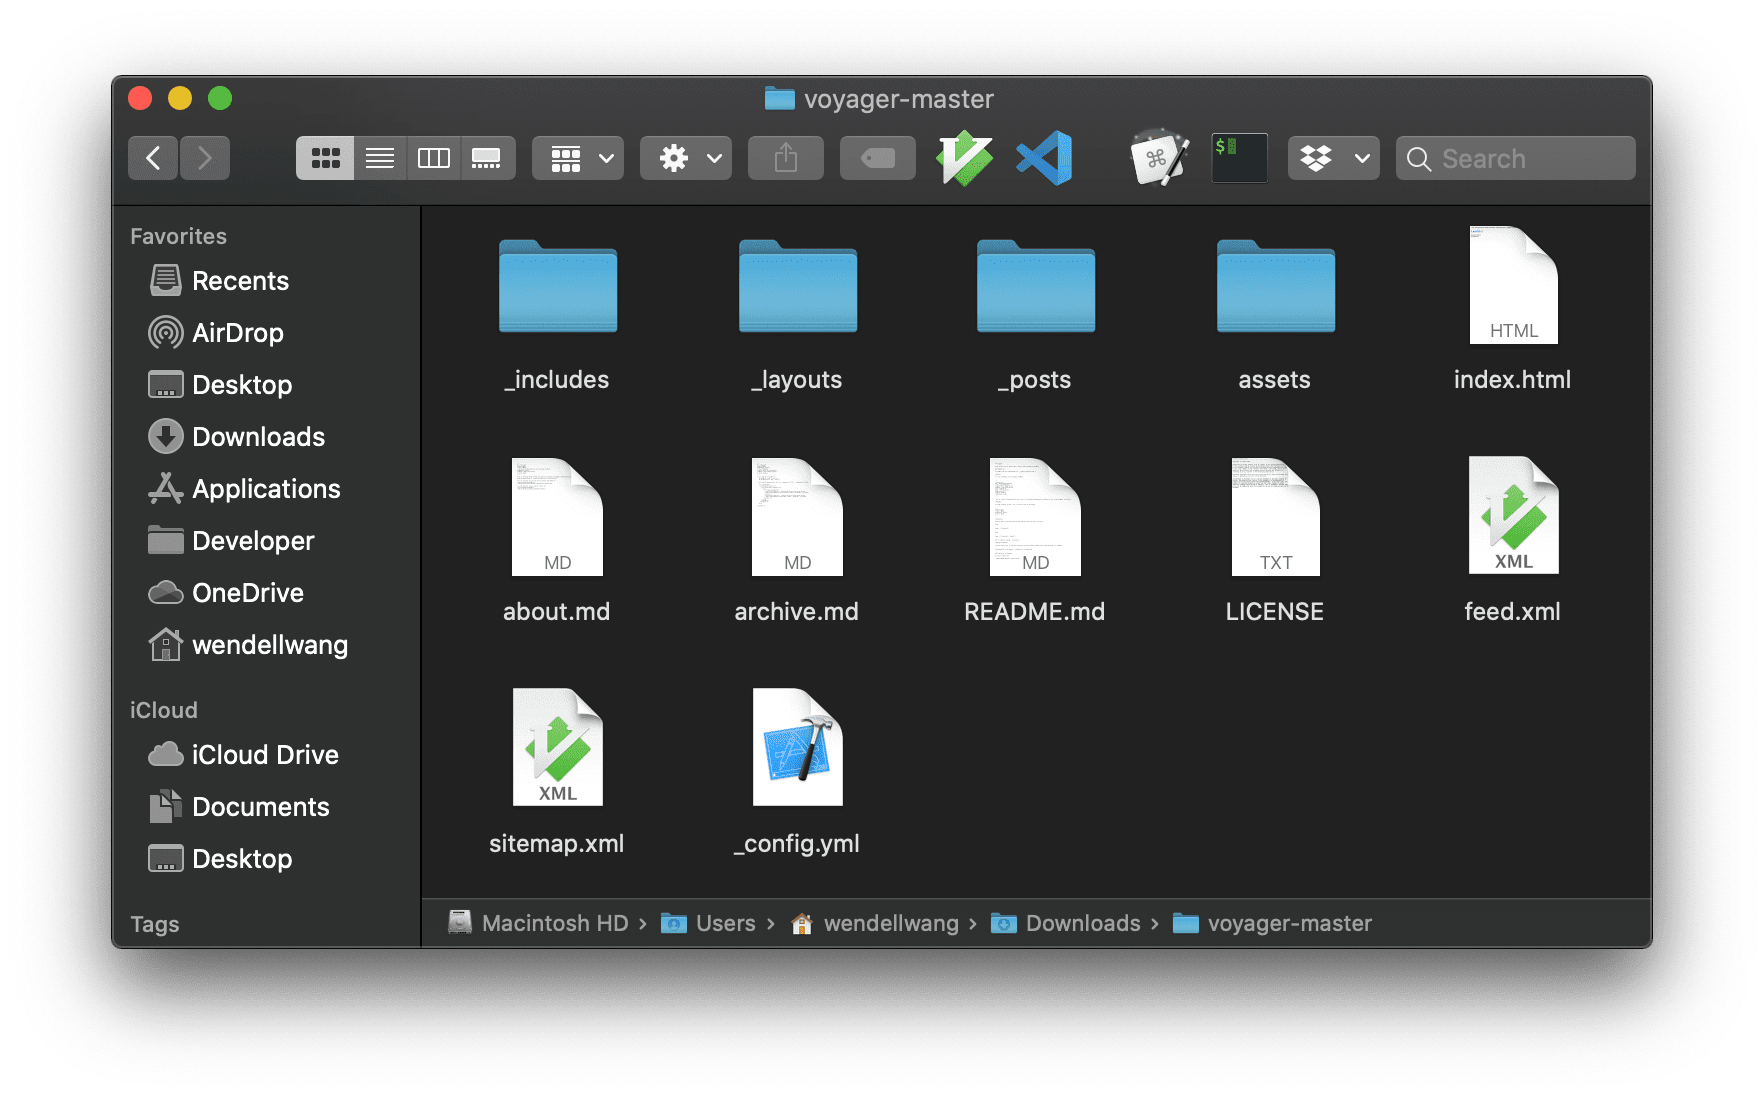 voyager-master
$
Search
Favorites
Recents
AirDrop
Desktop
Downloads
Applications
Developer
OneDrive
wendellwang
iCloud
iCloud Drive
Documents
Desktop
Tags
HTML
_includes
_layouts
_posts
assets
index.html
MD
MD
MD
TXT
XML
about.md
archive.md
README.md
LICENSE
feed.xml
XML
sitemap.xml
_config.yml
Macintosh HD › Users › wendellwang › Downloads › voyager-master